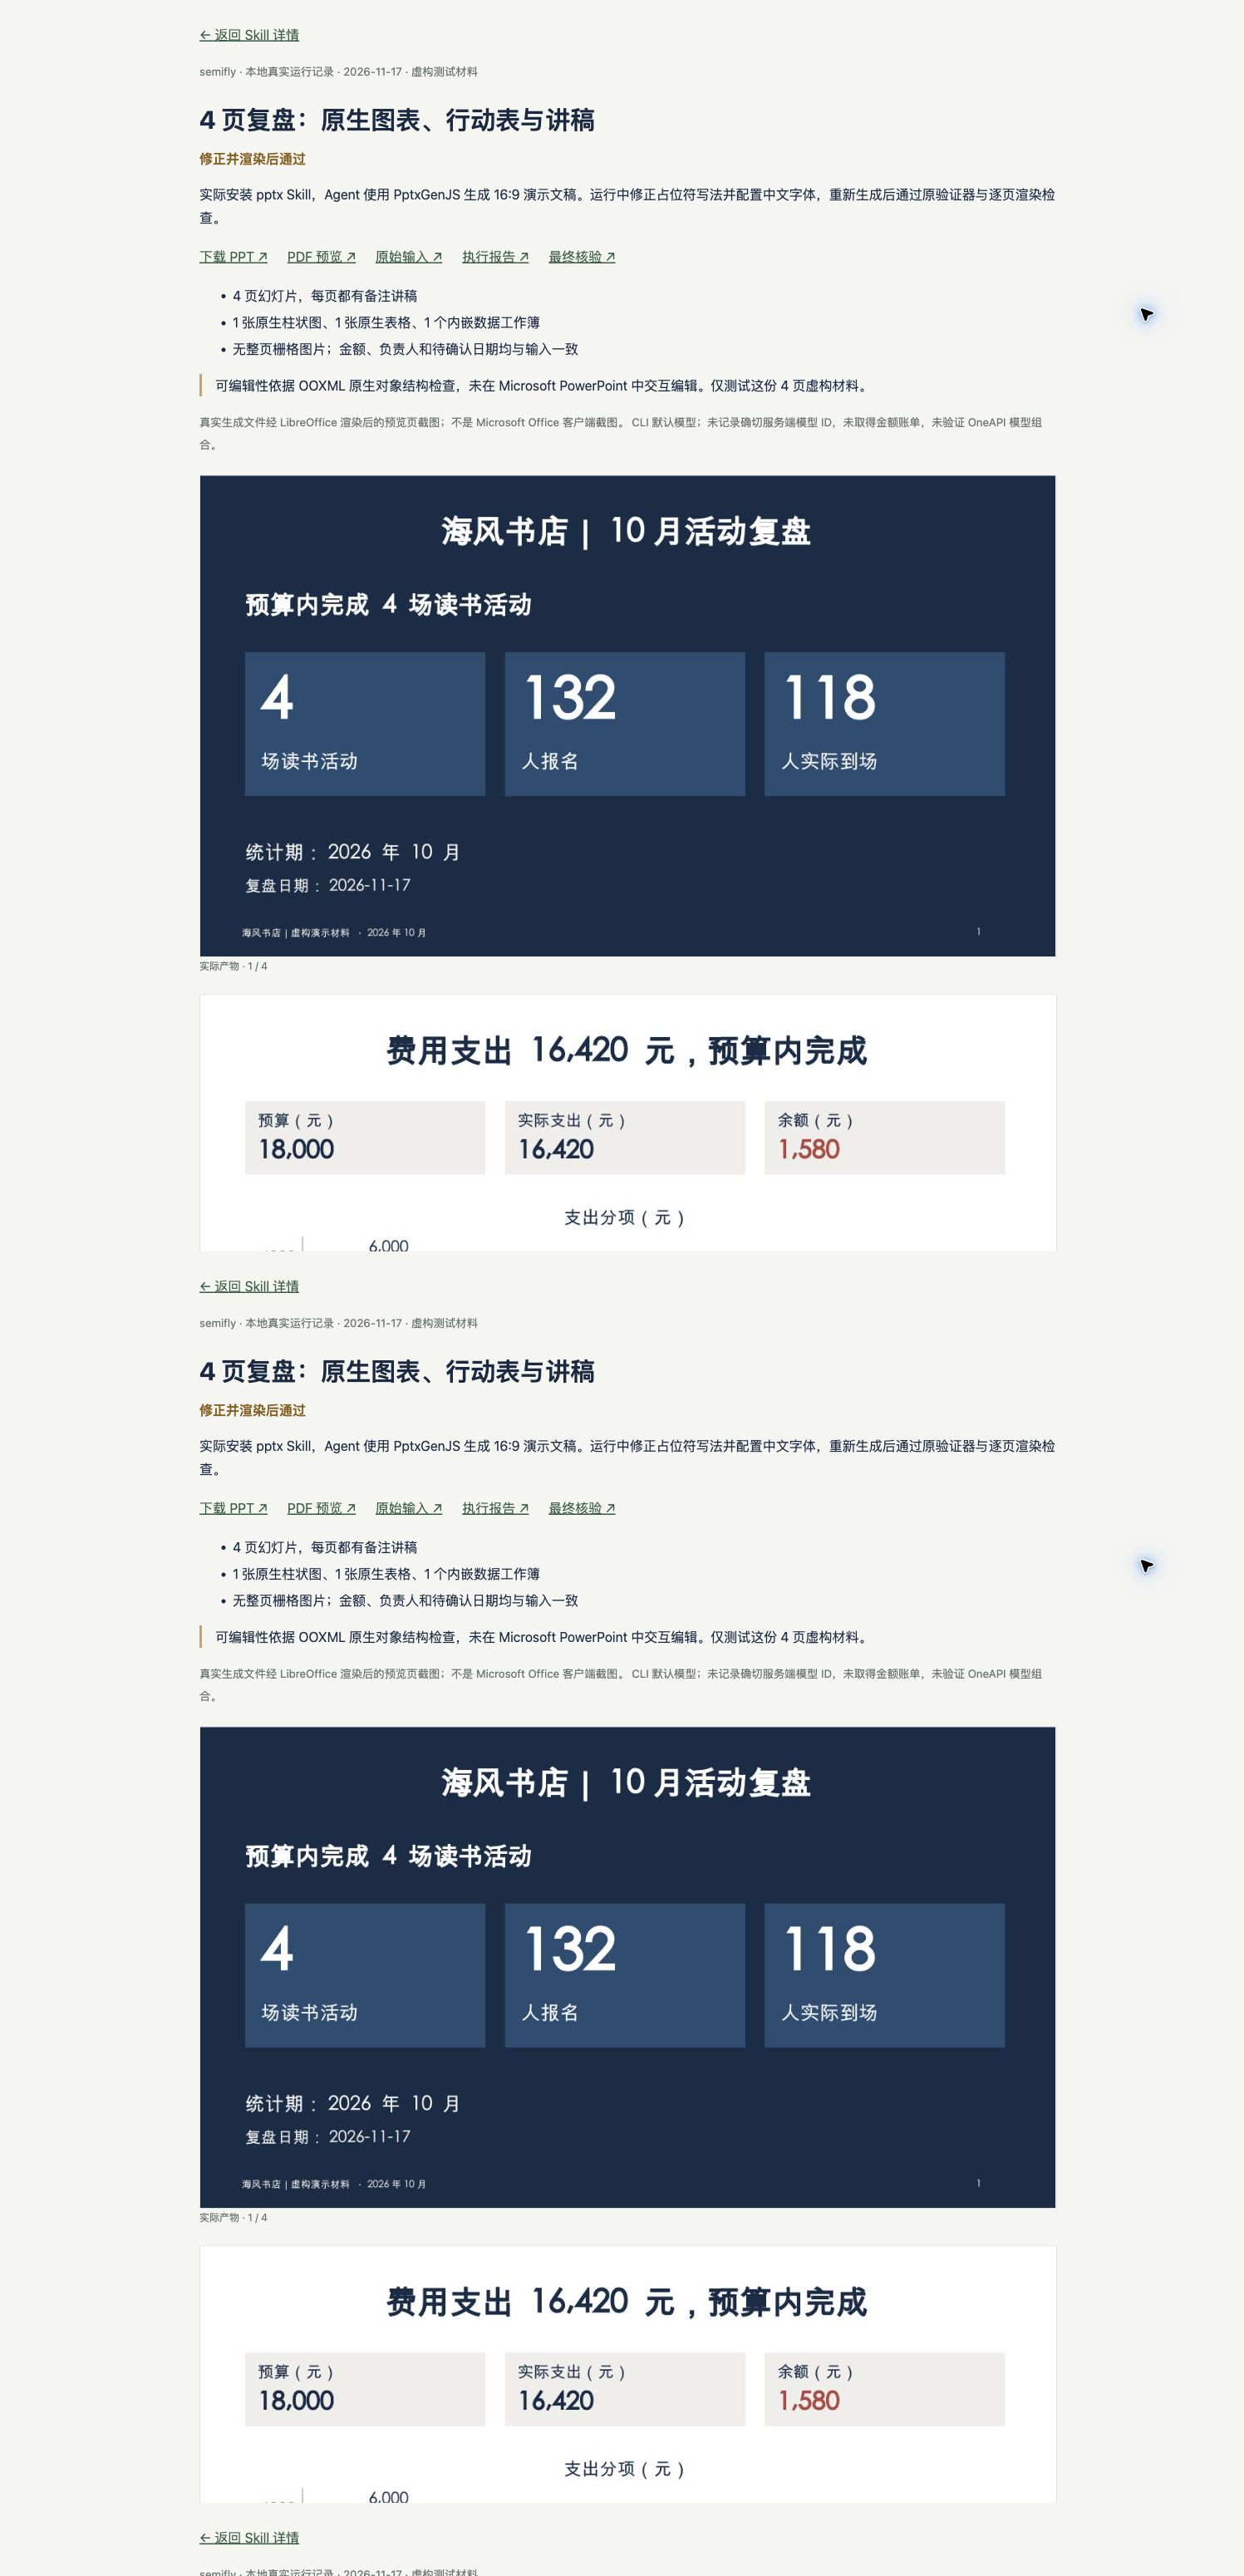 ← 返回 Skill 详情
semifly · 本地真实运行记录 · 2026-11-17 · 虚构测试材料
4 页复盘：原生图表、行动表与讲稿
修正并渲染后通过
实际安装 pptx Skill，Agent 使用 PptxGenJS 生成 16:9 演示文稿。运行中修正占位符写法并配置中文字体，重新生成后通过原验证器与逐页渲染检
查。
下载 PPT ↗ PDF 预览 ↗ 原始输入 ↗ 执行报告 ↗ 最终核验 ↗
• 4 页幻灯片，每页都有备注讲稿
• 1 张原生柱状图、1 张原生表格、1 个内嵌数据工作簿
• 无整页栅格图片；金额、负责人和待确认日期均与输入一致
可编辑性依据 OOXML 原生对象结构检查，未在 Microsoft PowerPoint 中交互编辑。仅测试这份 4 页虚构材料。
真实生成文件经 LibreOffice 渲染后的预览页截图；不是 Microsoft Office 客户端截图。 CLI 默认模型；未记录确切服务端模型 ID，未取得金额账单，未验证 OneAPI 模型组
合。
海风书店 | 10 月活动复盘
预算内完成 4 场读书活动
4 132 118
场读书活动 人报名 人实际到场
统计期：2026 年 10 月
复盘日期：2026-11-17
海风书店 | 虚构演示材料 · 2026 年 10 月 1
实际产物 · 1 / 4
费用支出 16,420 元，预算内完成
预算（元） 实际支出（元） 余额（元）
18,000 16,420 1,580
支出分项（元）
6,000
← 返回 Skill 详情
semifly · 本地真实运行记录 · 2026-11-17 · 虚构测试材料
4 页复盘：原生图表、行动表与讲稿
修正并渲染后通过
实际安装 pptx Skill，Agent 使用 PptxGenJS 生成 16:9 演示文稿。运行中修正占位符写法并配置中文字体，重新生成后通过原验证器与逐页渲染检
查。
下载 PPT ↗ PDF 预览 ↗ 原始输入 ↗ 执行报告 ↗ 最终核验 ↗
• 4 页幻灯片，每页都有备注讲稿
• 1 张原生柱状图、1 张原生表格、1 个内嵌数据工作簿
• 无整页栅格图片；金额、负责人和待确认日期均与输入一致
可编辑性依据 OOXML 原生对象结构检查，未在 Microsoft PowerPoint 中交互编辑。仅测试这份 4 页虚构材料。
真实生成文件经 LibreOffice 渲染后的预览页截图；不是 Microsoft Office 客户端截图。 CLI 默认模型；未记录确切服务端模型 ID，未取得金额账单，未验证 OneAPI 模型组
合。
海风书店 | 10 月活动复盘
预算内完成 4 场读书活动
4 132 118
场读书活动 人报名 人实际到场
统计期：2026 年 10 月
复盘日期：2026-11-17
海风书店 | 虚构演示材料 · 2026 年 10 月 1
实际产物 · 1 / 4
费用支出 16,420 元，预算内完成
预算（元） 实际支出（元） 余额（元）
18,000 16,420 1,580
支出分项（元）
6,000
← 返回 Skill 详情
semifly · 本地真实运行记录 · 2026-11-17 · 虚构测试材料